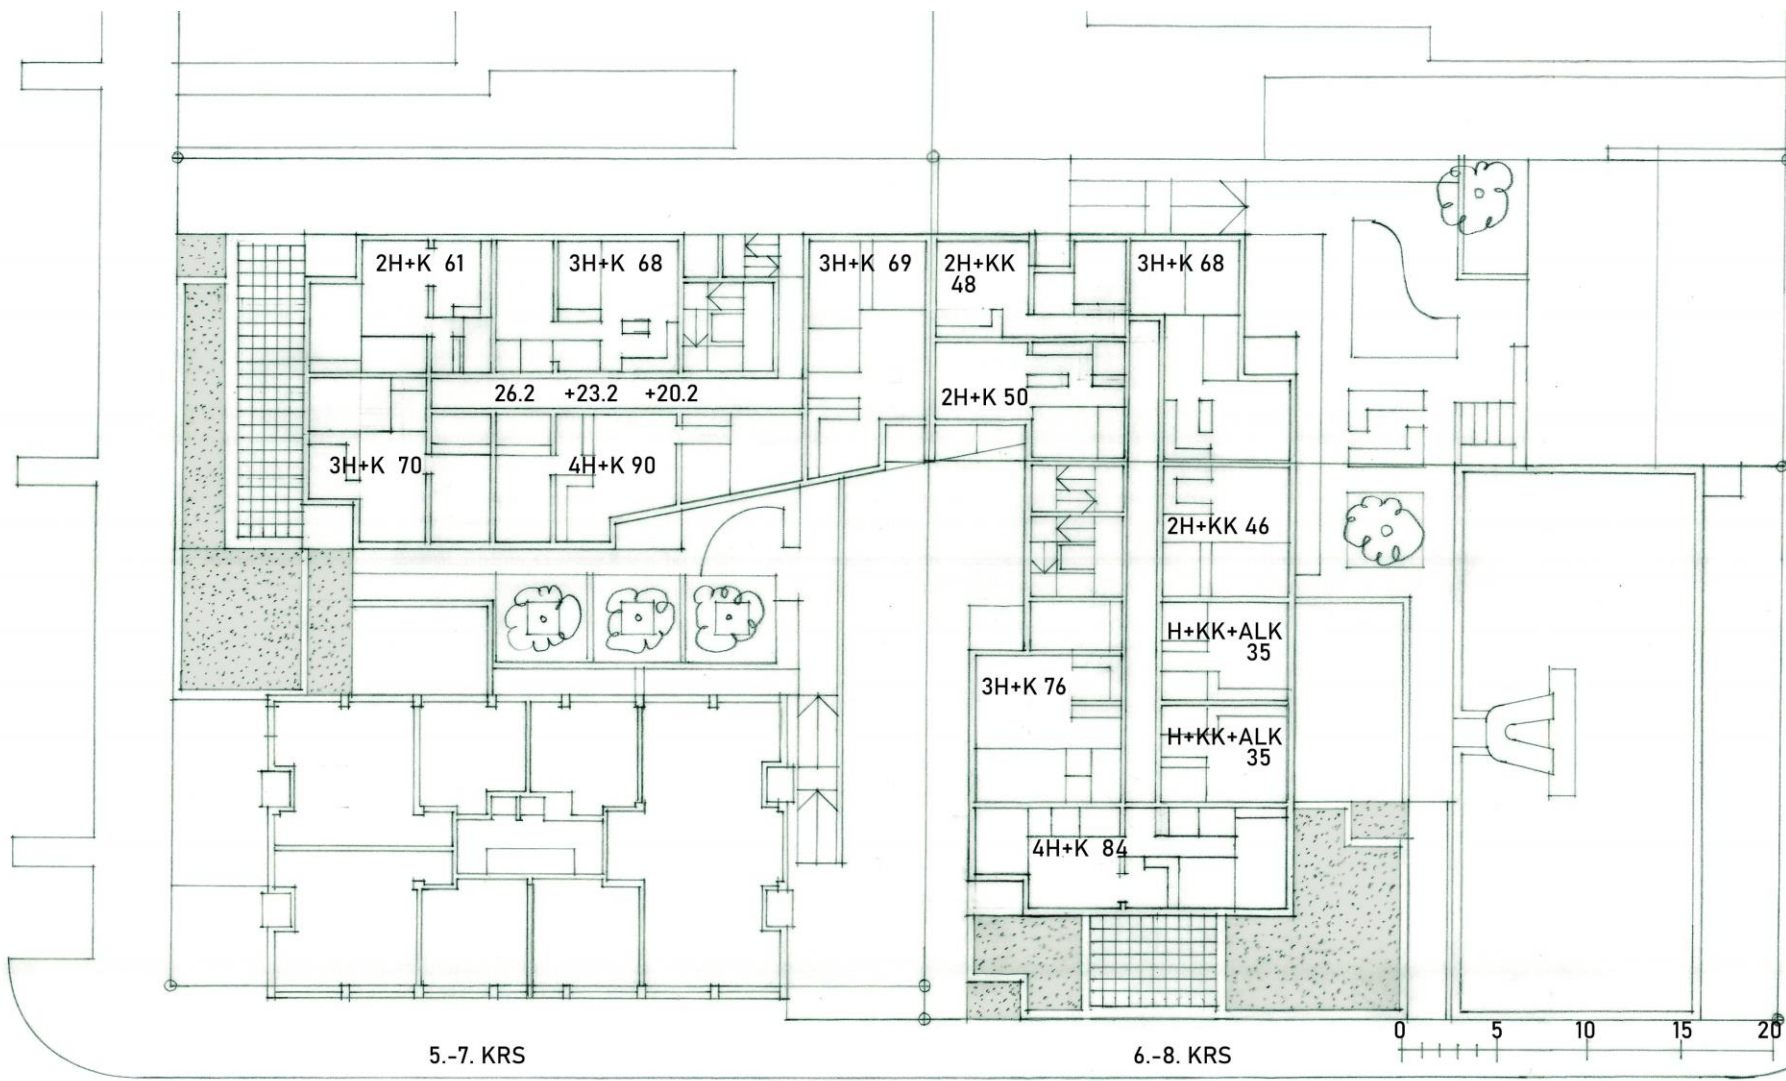 2H+K 61
3H+K 68
3H+K 69
2H+KK
48
3H+K 68
26.2 +23.2 +20.2
2H+K 50
3H+K 70
4H+K 90
2H+KK 46
H+KK+ALK
35
3H+K 76
H+KK+ALK
35
4H+K 84
0 5 10 15 20
5.-7. KRS
6.-8. KRS